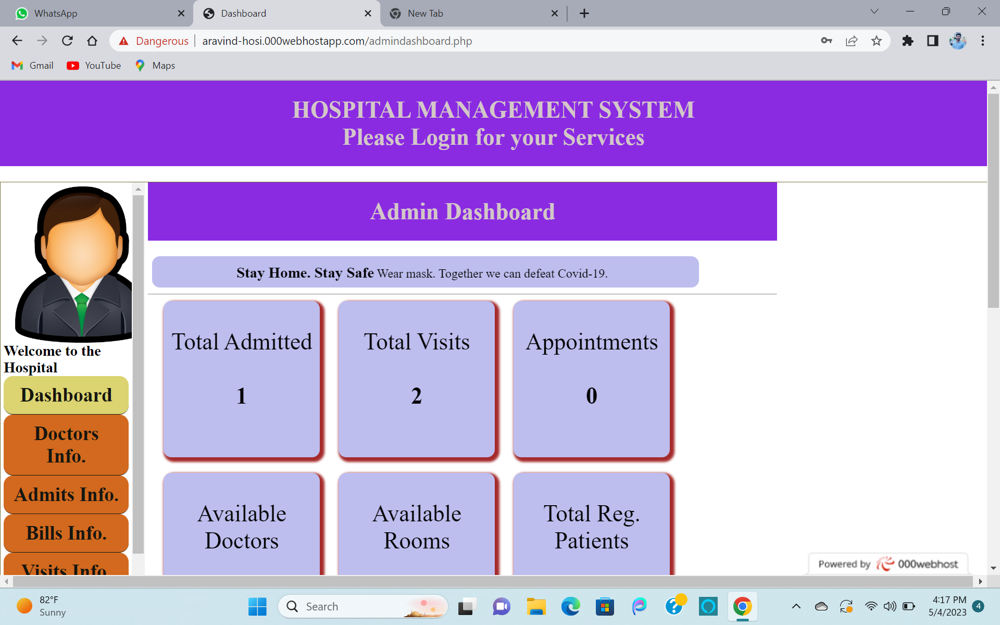 WhatsApp
Dashboard
New Tab
Dangerous
aravind-hosi.000webhostapp.com/admindashboard.php
Gmail
YouTube
Maps
HOSPITAL MANAGEMENT SYSTEM
Please Login for your Services
Welcome to the
Hospital
Dashboard
Doctors
Info.
Admits Info.
Bills Info.
Visits Info
Admin Dashboard
Stay Home. Stay Safe Wear mask. Together we can defeat Covid-19.
Total Admitted
1
Total Visits
2
Appointments
0
Available
Doctors
Available
Rooms
Total Reg.
Patients
Powered by 000webhost
82°F
Sunny
Search
4:17 PM
5/4/2023
4